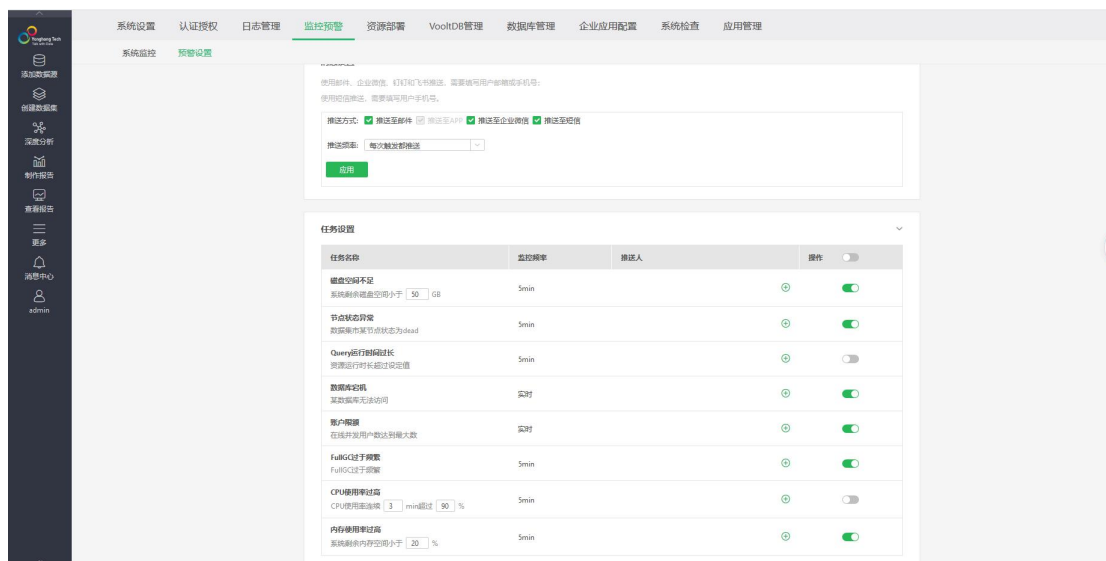 系统设置 认证授权 日志管理 监控预警 资源部署 VooltDB管理 数据库管理 企业应用配置 系统检查 应用管理
Yonghong Tech
系统监控 预警设置
添加数据源
创建数据集
深度分析
制作报告
查看报告
更多
消息中心
admin
使用邮件、企业微信、钉钉和飞书推送，需要填写用户邮箱或手机号；
使用短信推送，需要填写用户手机号。
推送方式: 推送至邮件 推送至APP 推送至企业微信 推送至短信
推送频率: 每次触发都推送
应用
任务设置
任务名称 监控频率 推送人 操作
磁盘空间不足
系统剩余磁盘空间小于 50 GB
5min
节点状态异常
数据集市某节点状态为dead
5min
Query运行时间过长
资源运行时长超过设定值
5min
数据库宕机
某数据库无法访问
实时
账户限额
在线并发用户数达到最大数
实时
FullGC过于频繁
FullGC过于频繁
5min
CPU使用率过高
CPU使用率连续 3 min超过 90 %
5min
内存使用率过高
系统剩余内存空间小于 20 %
5min